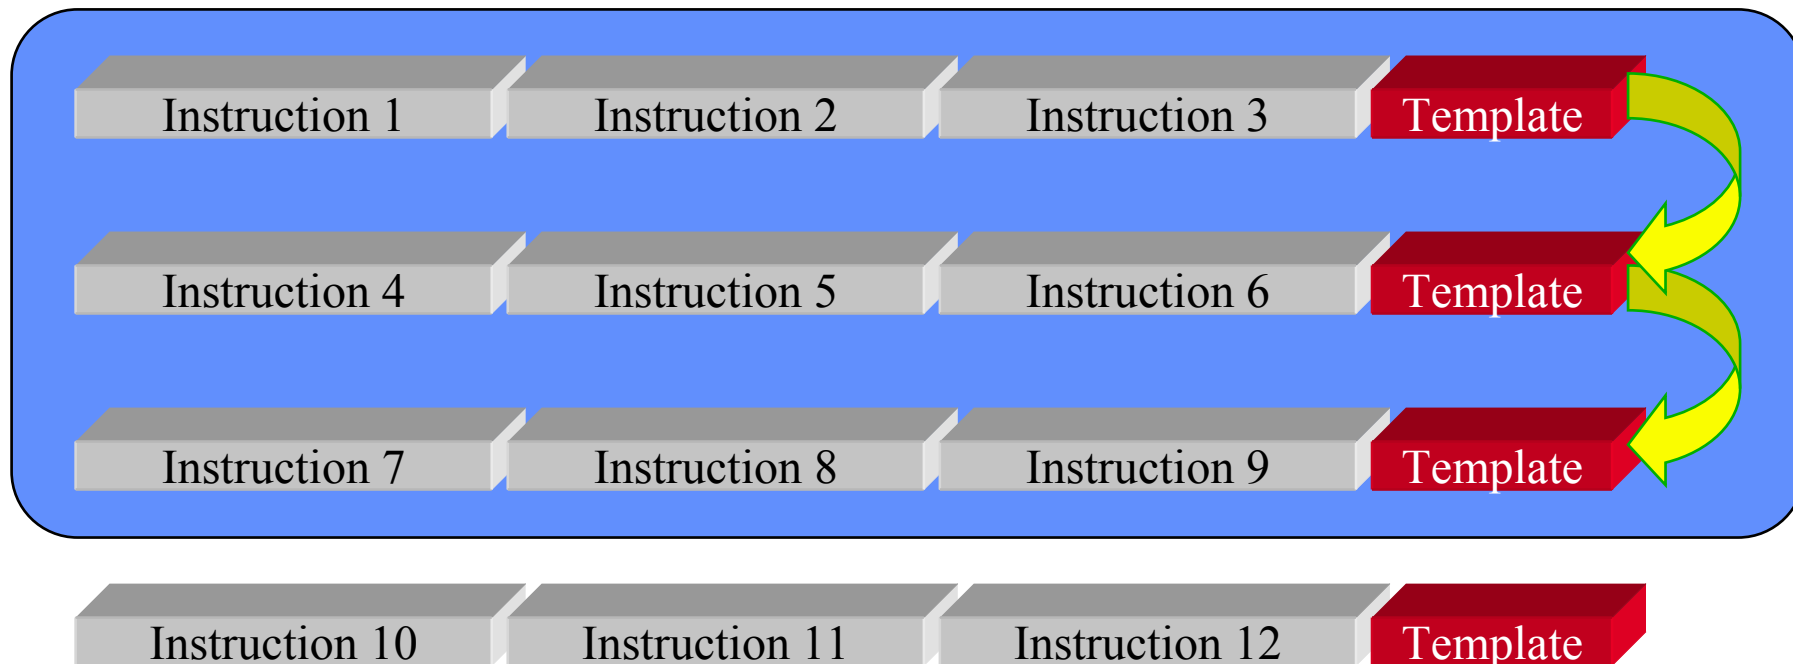 Instruction 1 Instruction 2 Instruction 3 Template
Instruction 4 Instruction 5 Instruction 6 Template
Instruction 7 Instruction 8 Instruction 9 Template
Instruction 10 Instruction 11 Instruction 12 Template